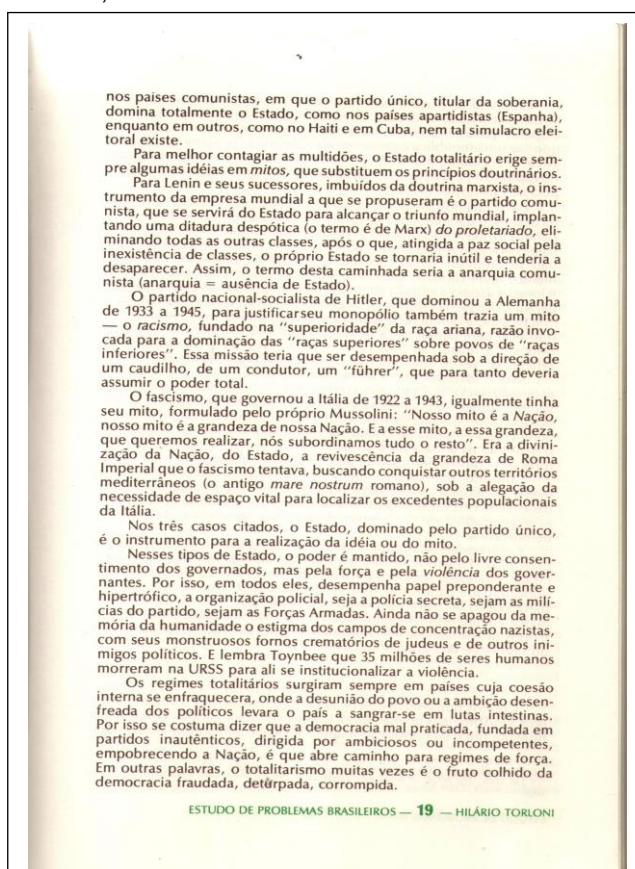 nos países comunistas, em que o partido único, titular da soberania,
domina totalmente o Estado, como nos países apartidistas (Espanha),
enquanto em outros, como no Haiti e em Cuba, nem tal simulacro elei-
toral existe.
Para melhor contagiar as multidões, o Estado totalitário erige sem-
pre algumas idéias em mitos, que substituem os princípios doutrinários.
Para Lenin e seus sucessores, imbuídos da doutrina marxista, o ins-
trumento da empresa mundial a que se propuseram é o partido comu-
nista, que se servirá do Estado para alcançar o triunfo mundial, implan-
tando uma ditadura despótica (o termo é de Marx) do proletariado, eli-
minando todas as outras classes, após o que, atingida a paz social pela
inexistência de classes, o próprio Estado se tornaria inútil e tenderia a
desaparecer. Assim, o termo desta caminhada seria a anarquia comu-
nista (anarquia = ausência de Estado).
O partido nacional-socialista de Hitler, que dominou a Alemanha
de 1933 a 1945, para justificar seu monopólio também trazia um mito
— o racismo, fundado na "superioridade" da raça ariana, razão invo-
cada para a dominação das "raças superiores" sobre povos de "raças
inferiores". Essa missão teria que ser desempenhada sob a direção de
um caudilho, de um condutor, um "führer", que para tanto deveria
assumir o poder total.
O fascismo, que governou a Itália de 1922 a 1943, igualmente tinha
seu mito, formulado pelo próprio Mussolini: "Nosso mito é a Nação,
nosso mito é a grandeza de nossa Nação. E a esse mito, a essa grandeza,
que queremos realizar, nós subordinamos tudo o resto". Era a divini-
zação da Nação, do Estado, a revivescência da grandeza de Roma
Imperial que o fascismo tentava, buscando conquistar outros territórios
mediterrâneos (o antigo mare nostrum romano), sob a alegação da
necessidade de espaço vital para localizar os excedentes populacionais
da Itália.
Nos três casos citados, o Estado, dominado pelo partido único,
é o instrumento para a realização da idéia ou do mito.
Nesses tipos de Estado, o poder é mantido, não pelo livre consen-
timento dos governados, mas pela força e pela violência dos gover-
nantes. Por isso, em todos eles, desempenha papel preponderante e
hipertrófico, a organização policial, seja a polícia secreta, sejam as milí-
cias do partido, sejam as Forças Armadas. Ainda não se apagou da me-
mória da humanidade o estigma dos campos de concentração nazistas,
com seus monstruosos fornos crematórios de judeus e de outros ini-
migos políticos. E lembra Toynbee que 35 milhões de seres humanos
morreram na URSS para ali se institucionalizar a violência.
Os regimes totalitários surgiram sempre em países cuja coesão
interna se enfraquecera, onde a desunião do povo ou a ambição desen-
freada dos políticos levara o país a sangrar-se em lutas intestinas.
Por isso se costuma dizer que a democracia mal praticada, fundada em
partidos inautênticos, dirigida por ambiciosos ou incompetentes,
empobrecendo a Nação, é que abre caminho para regimes de força.
Em outras palavras, o totalitarismo muitas vezes é o fruto colhido da
democracia fraudada, deturpada, corrompida.
ESTUDO DE PROBLEMAS BRASILEIROS — 19 — HILÁRIO TORLONI